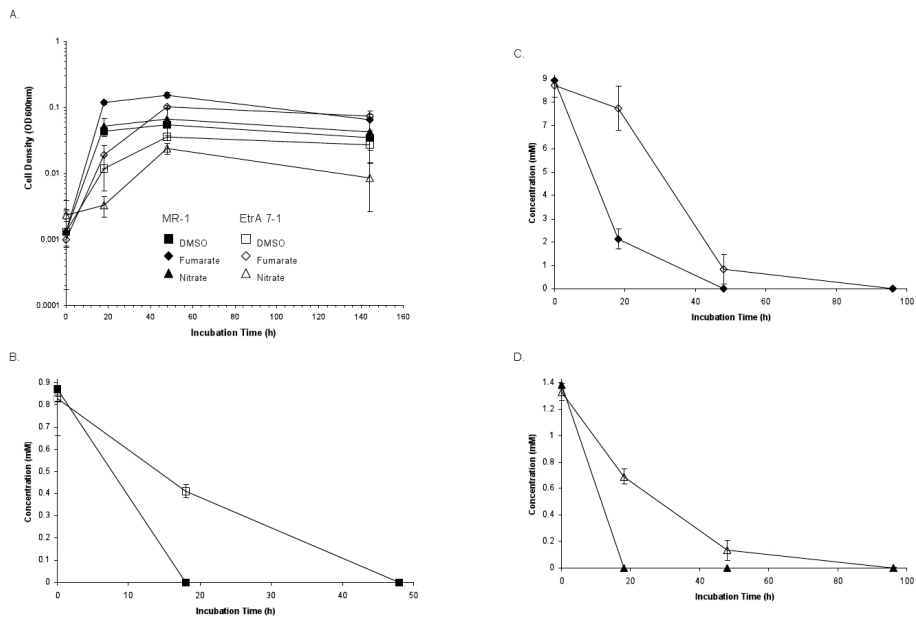 A.
Cell Density (OD600nm)
1
0.1
0.01
0.001
0.0001
MR-1 EtrA 7-1
DMSO DMSO
Fumarate Fumarate
Nitrate Nitrate
0 20 40 60 80 100 120 140 160
Incubation Time (h)
B.
Concentration (mM)
0.9
0.8
0.7
0.6
0.5
0.4
0.3
0.2
0.1
0
0 10 20 30 40 50
Incubation Time (h)
C.
Concentration (mM)
9
8
7
6
5
4
3
2
1
0
0 20 40 60 80 100
Incubation Time (h)
D.
Concentration (mM)
1.4
1.2
1
0.8
0.6
0.4
0.2
0
0 20 40 60 80 100
Incubation Time (h)